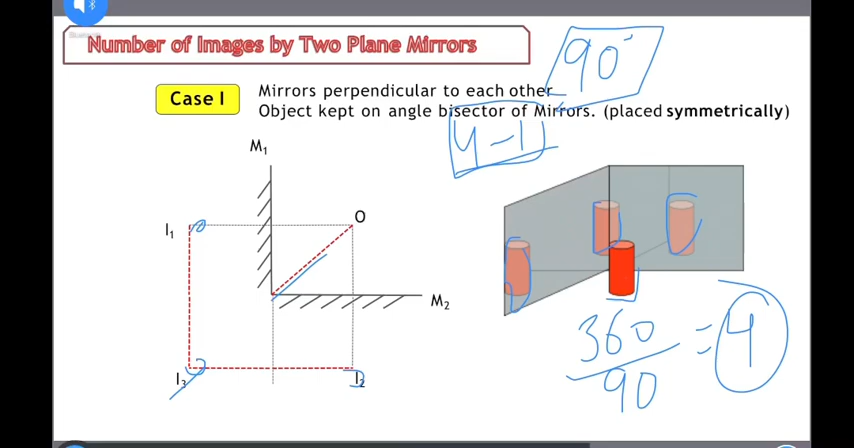 Number of Images by Two Plane Mirrors
90°
Case I
Mirrors perpendicular to each other
Object kept on angle bisector of Mirrors. (placed symmetrically)
4-1
M₁
O
I₁
M₂
I₃
I₂
360/90 = 4